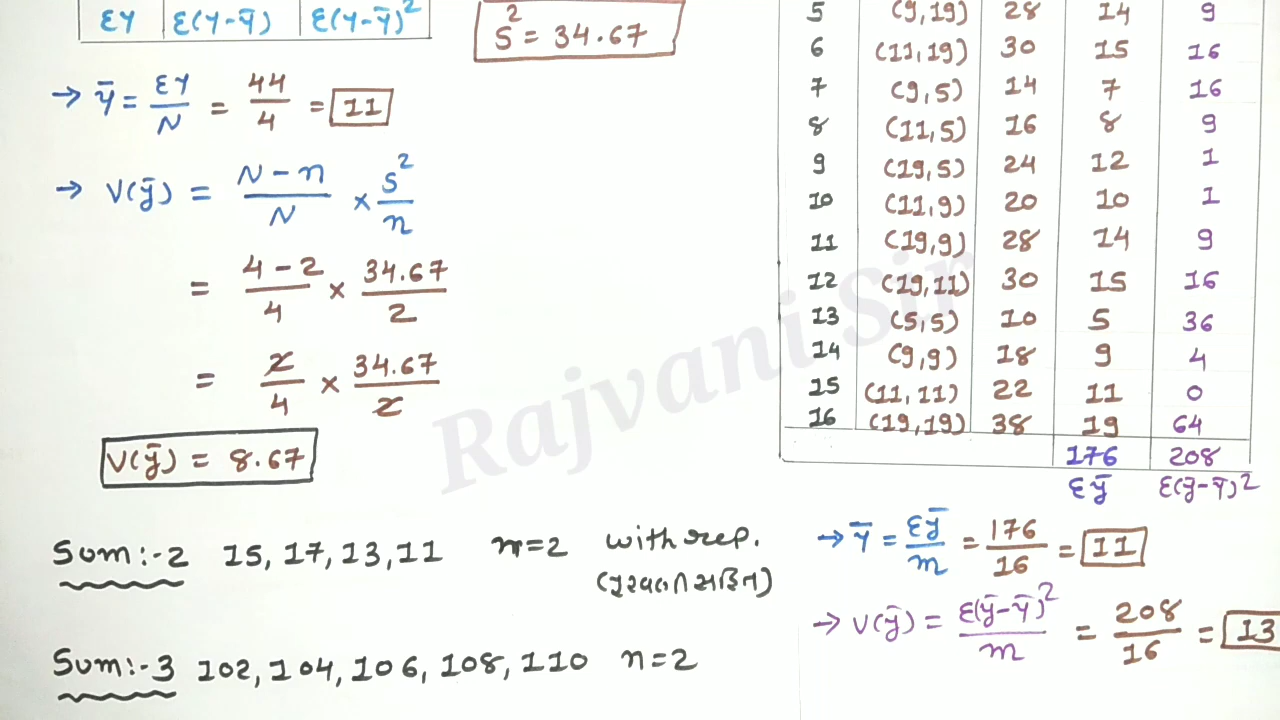 ΣY Σ(Y-Ȳ) Σ(Y-Ȳ)²
S² = 34.67
→ Ȳ = ΣY/N = 44/4 = 11
→ V(ȳ) = N-n/N × S²/n
= 4-2/4 × 34.67/2
= 2/4 × 34.67/2
V(ȳ) = 8.67
Sum:-2 15, 17, 13, 11 n=2 with rep.
(પુરવણી સહિત)
Sum:-3 102, 104, 106, 108, 110 n=2
5 (9,19) 28 14 9
6 (11,19) 30 15 16
7 (9,5) 14 7 16
8 (11,5) 16 8 9
9 (19,5) 24 12 1
10 (11,9) 20 10 1
11 (19,9) 28 14 9
12 (19,11) 30 15 16
13 (5,5) 10 5 36
14 (9,9) 18 9 4
15 (11,11) 22 11 0
16 (19,19) 38 19 64
176 208
Σȳ Σ(ȳ-Ȳ)²
→ Ȳ = Σȳ/m = 176/16 = 11
→ V(ȳ) = Σ(ȳ-Ȳ)²/m = 208/16 = 13
Rajvani Sir